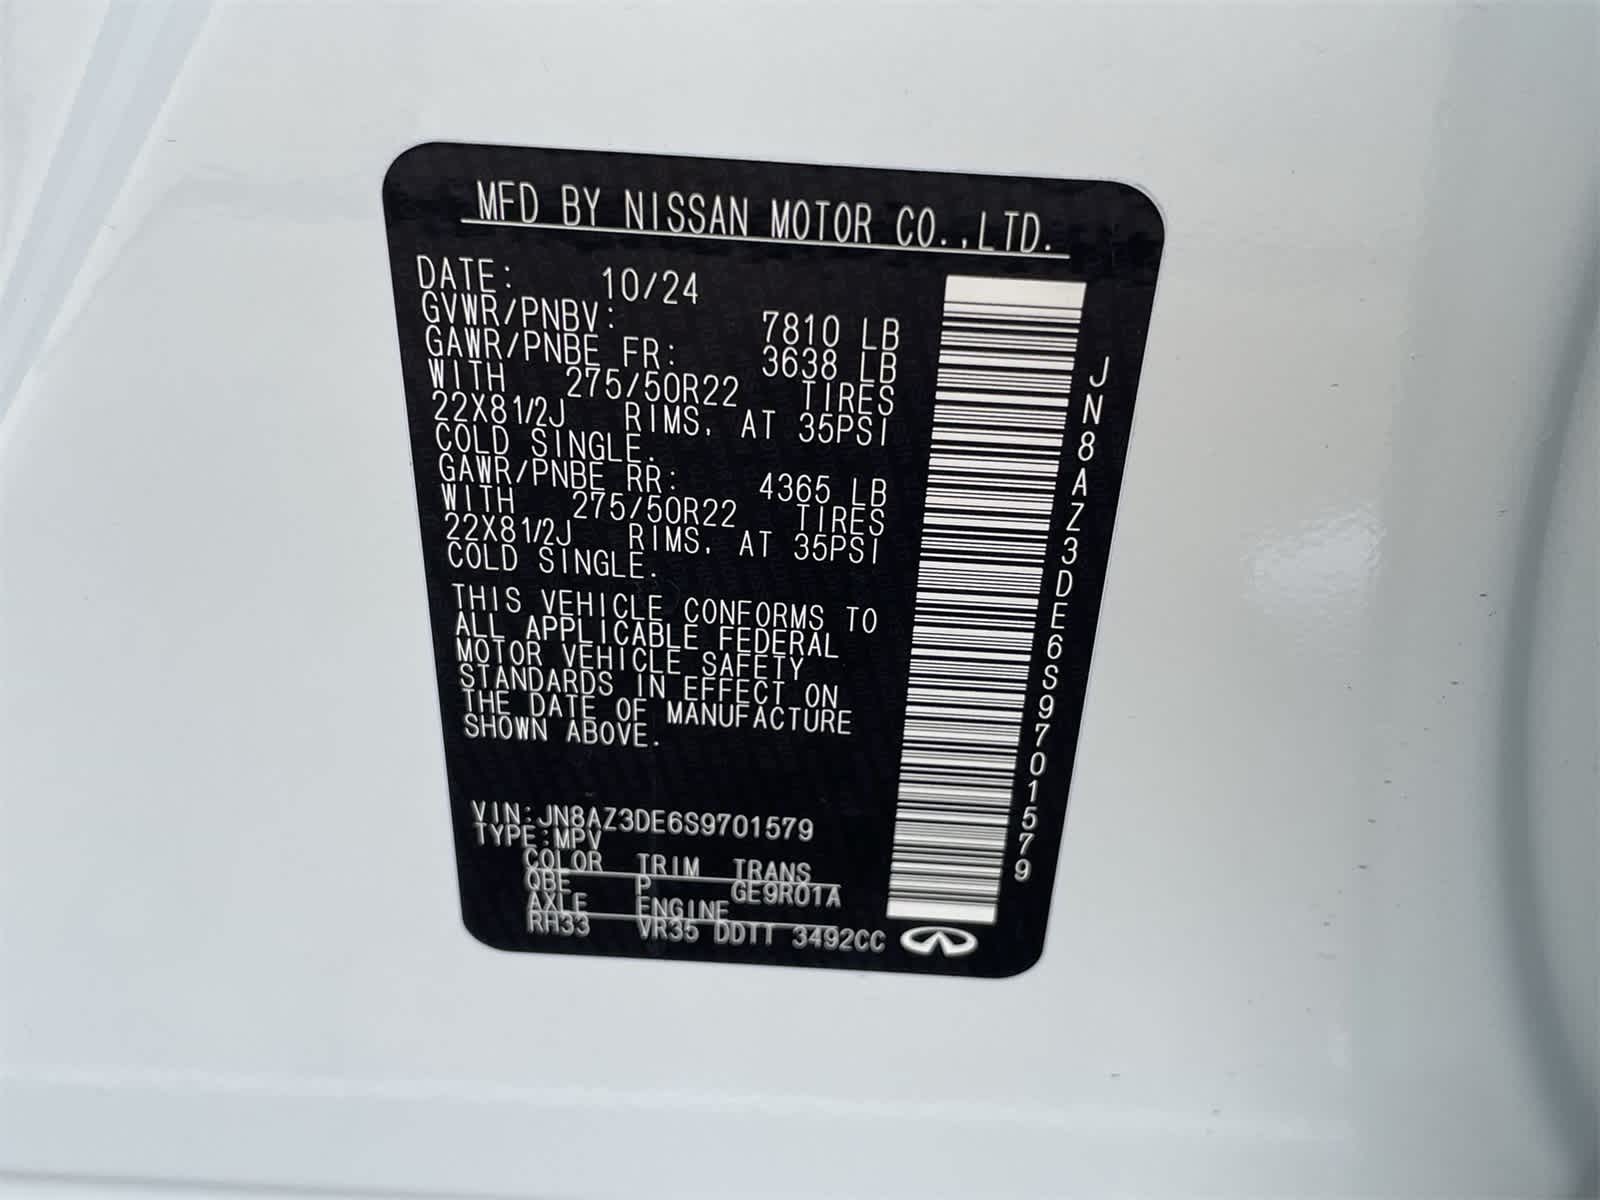 MFD BY NISSAN MOTOR CO.,LTD.
DATE: 10/24
GVWR/PNBV: 7810 LB
GAWR/PNBE FR: 3638 LB
WITH 275/50R22 TIRES
22X8 1/2J RIMS, AT 35PSI
COLD SINGLE.
GAWR/PNBE RR: 4365 LB
WITH 275/50R22 TIRES
22X8 1/2J RIMS, AT 35PSI
COLD SINGLE.
THIS VEHICLE CONFORMS TO
ALL APPLICABLE FEDERAL
MOTOR VEHICLE SAFETY
STANDARDS IN EFFECT ON
THE DATE OF MANUFACTURE
SHOWN ABOVE.
VIN:JN8AZ3DE6S9701579
TYPE:MPV
COLOR TRIM TRANS
QBE P GE9R01A
AXLE ENGINE
RH33 VR35 DDTT 3492CC
JN8AZ3DE6S9701579